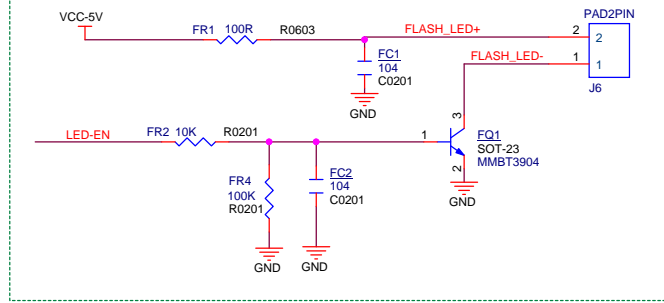 VCC-5V
PAD2PIN
FR1 100R R0603
FLASH_LED+
2 2
FC1
104
C0201
FLASH_LED-
1 1
J6
GND
3
LED-EN
FR2 10K R0201
1
FQ1
SOT-23
MMBT3904
2
FR4
100K
R0201
FC2
104
C0201
GND
GND
GND